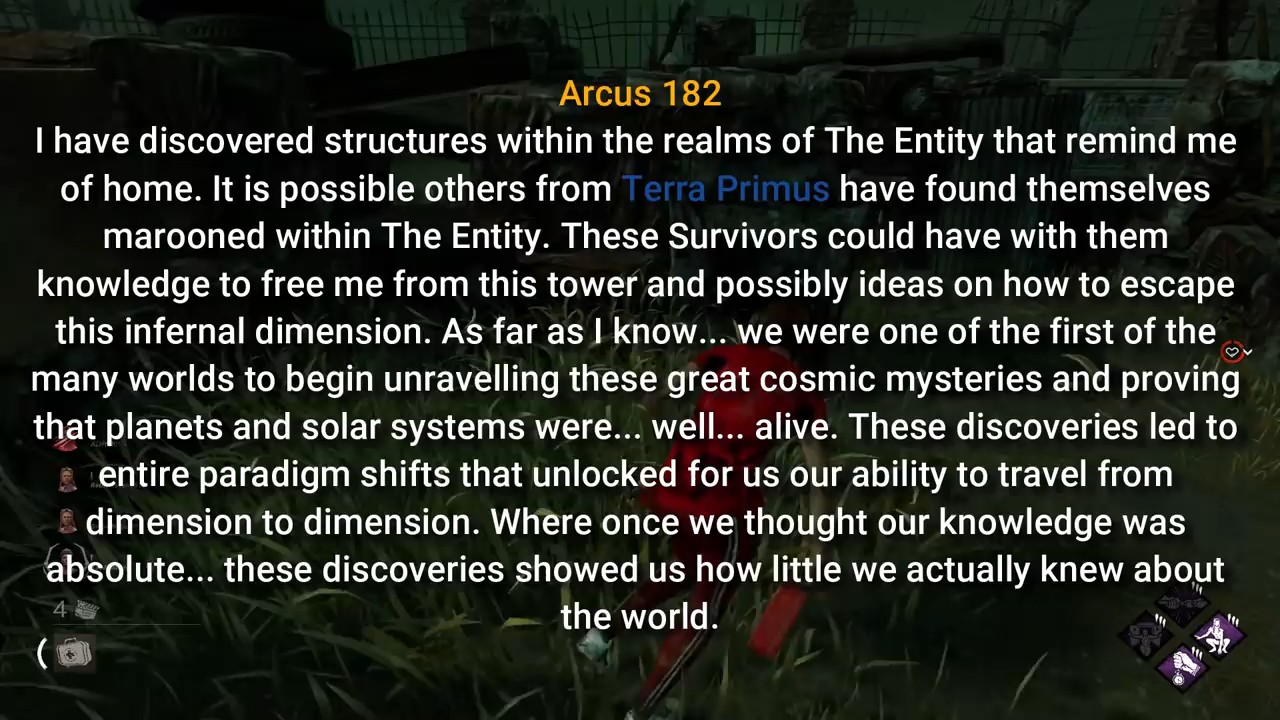 Arcus 182
I have discovered structures within the realms of The Entity that remind me
of home. It is possible others from Terra Primus have found themselves
marooned within The Entity. These Survivors could have with them
knowledge to free me from this tower and possibly ideas on how to escape
this infernal dimension. As far as I know... we were one of the first of the
many worlds to begin unravelling these great cosmic mysteries and proving
that planets and solar systems were... well... alive. These discoveries led to
entire paradigm shifts that unlocked for us our ability to travel from
dimension to dimension. Where once we thought our knowledge was
absolute... these discoveries showed us how little we actually knew about
the world.
4